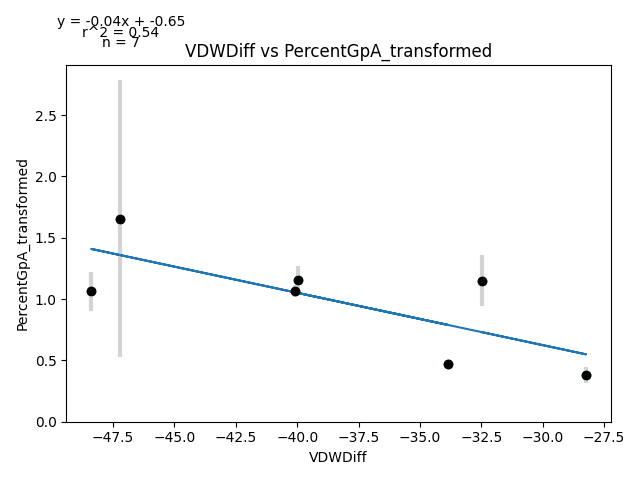 y = -0.04x + -0.65
r^2 = 0.54
n = 7
VDWDiff vs PercentGpA_transformed
PercentGpA_transformed
2.5
2.0
1.5
1.0
0.5
0.0
−47.5 −45.0 −42.5 −40.0 −37.5 −35.0 −32.5 −30.0 −27.5
VDWDiff